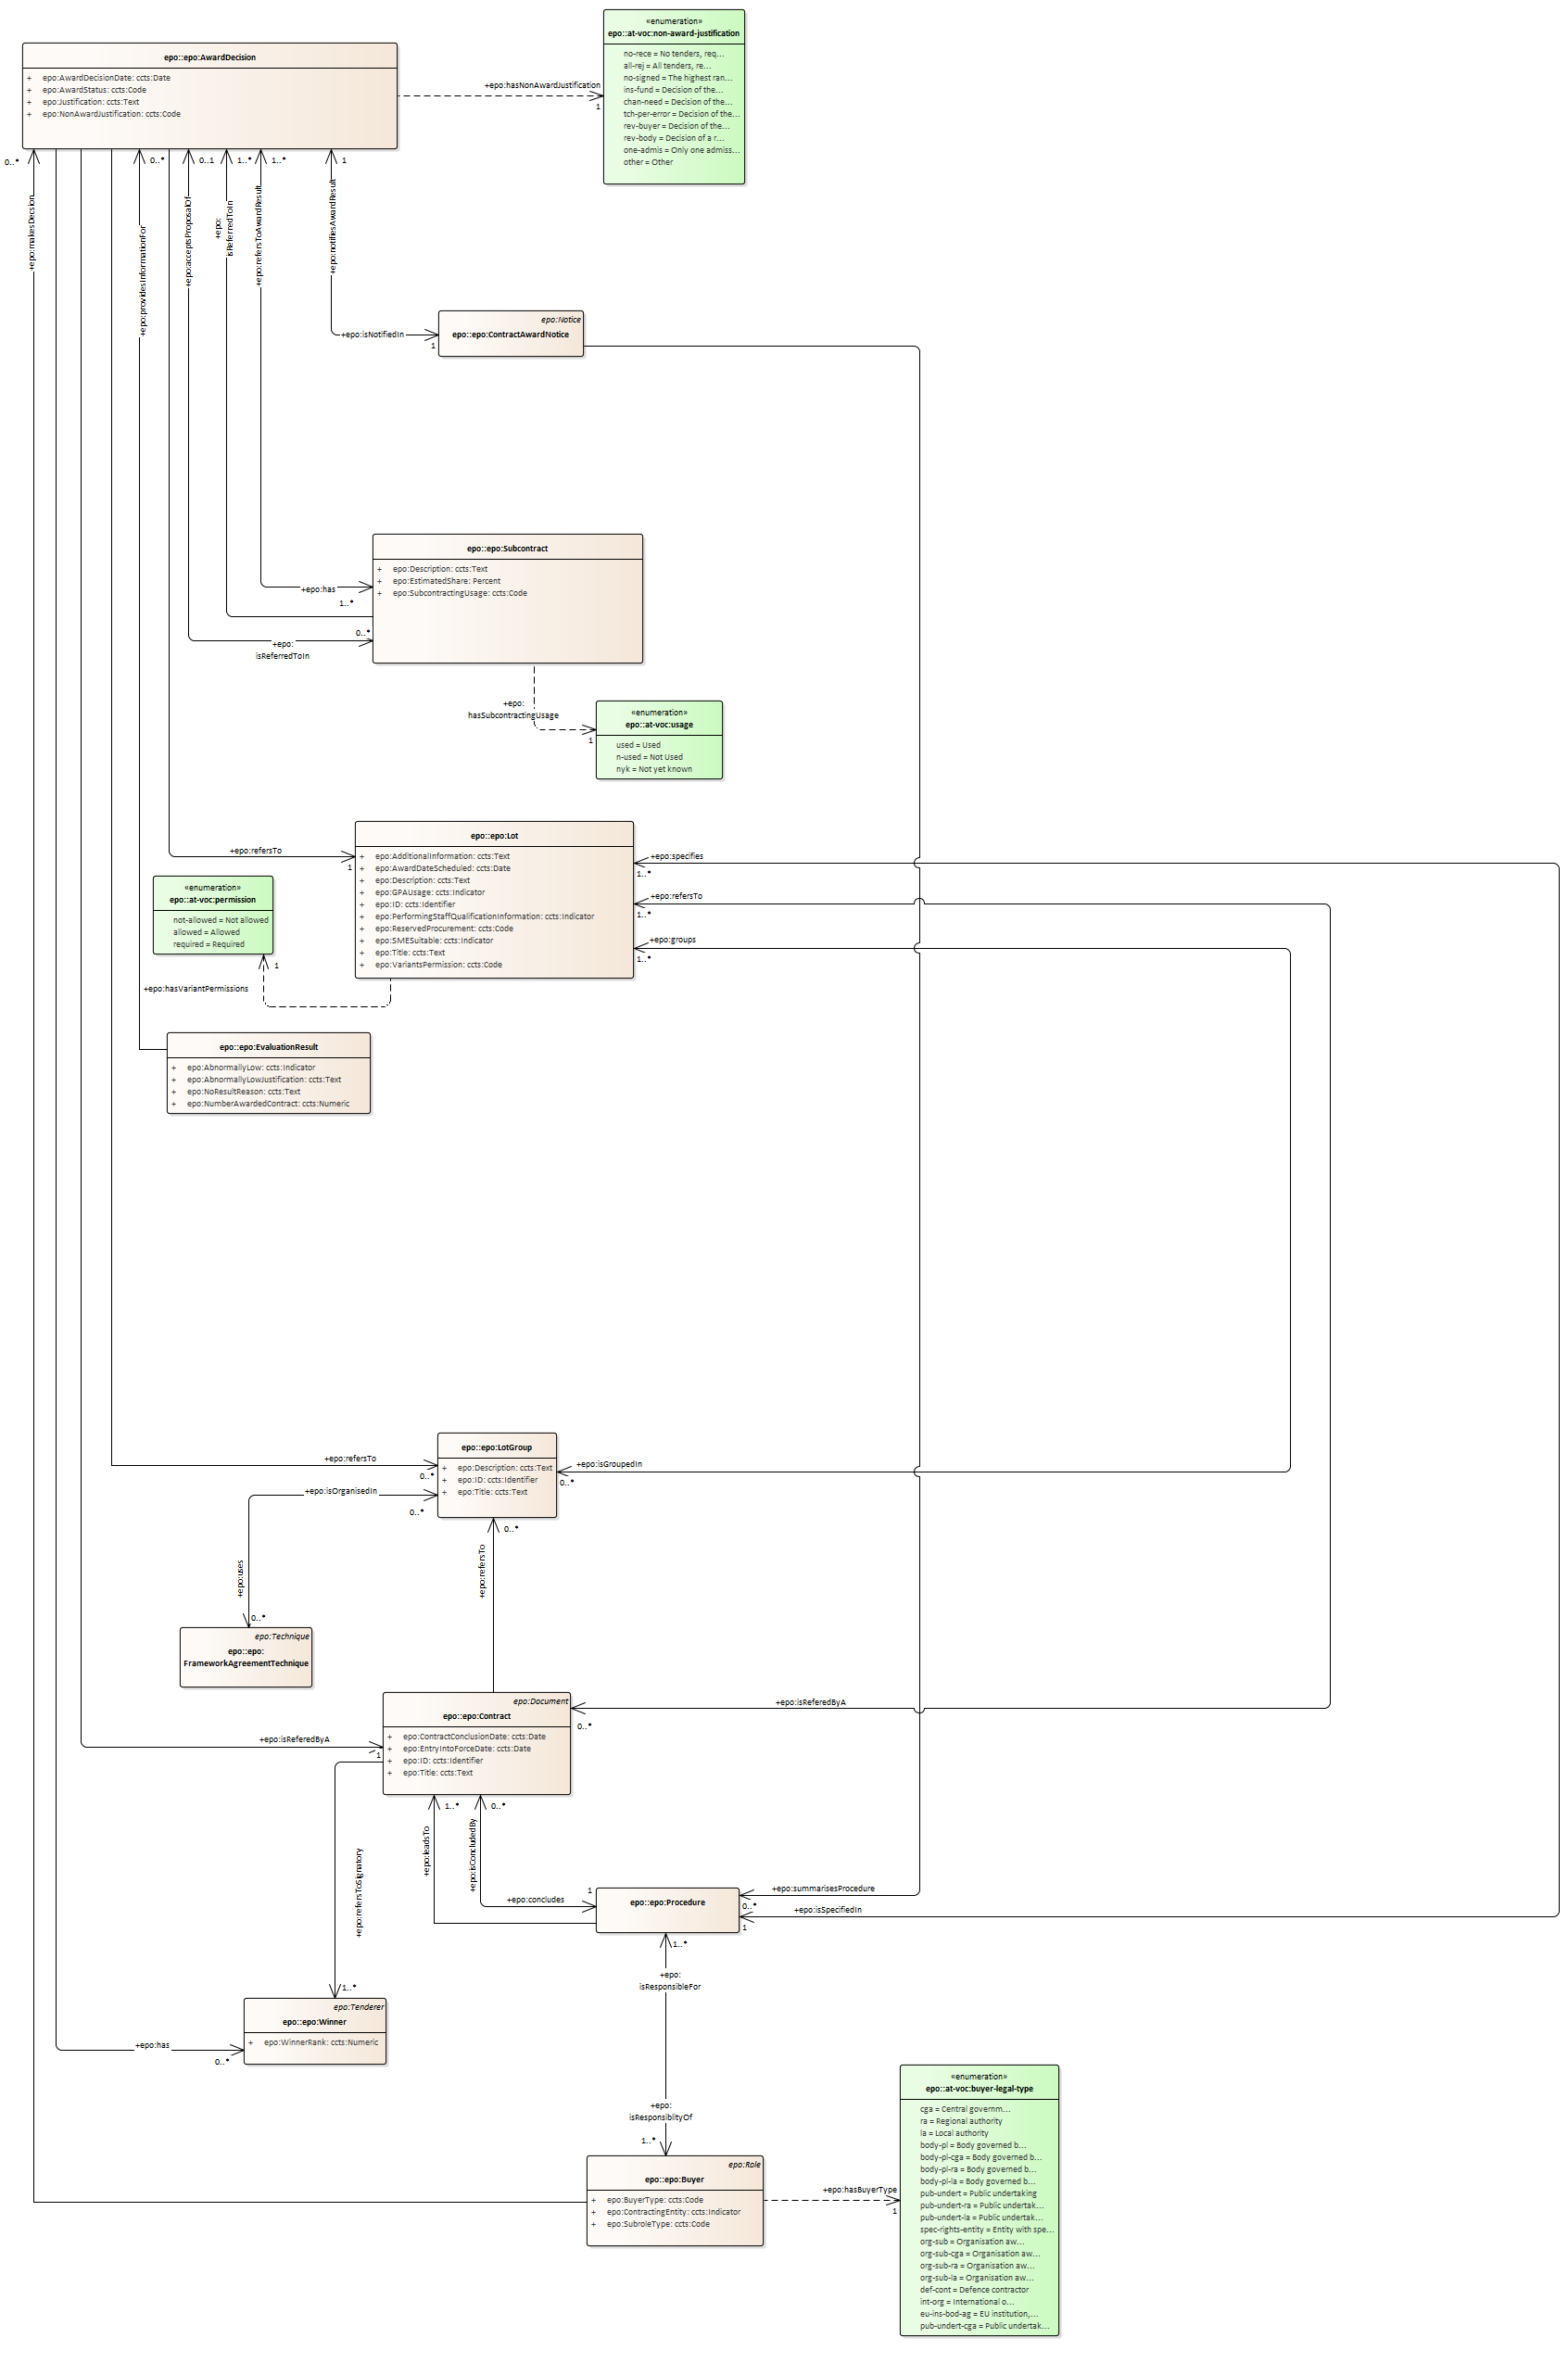 «enumeration»
epo::at-voc:non-award-justification
no-rece = No tenders, req...
all-rej = All tenders, re...
no-signed = The highest ran...
ins-fund = Decision of the...
chan-need = Decision of the...
tch-per-error = Decision of the...
rev-buyer = Decision of the...
rev-body = Decision of a r...
one-admis = Only one admiss...
other = Other
epo::epo:AwardDecision
+ epo:AwardDecisionDate: ccts:Date
+ epo:AwardStatus: ccts:Code
+ epo:Justification: ccts:Text
+ epo:NonAwardJustification: ccts:Code
+epo:hasNonAwardJustification
1
0..*
0..*
0..1
1..*
1..*
1
+epo:makesDecsion
+epo:providesInformationFor
+epo:acceptsProposalOf
+epo:
isReferredToIn
+epo:refersToAwardResult
+epo:notifiesAwardResult
epo:Notice
epo::epo:ContractAwardNotice
+epo:isNotifiedIn
1
epo::epo:Subcontract
+ epo:Description: ccts:Text
+ epo:EstimatedShare: Percent
+ epo:SubcontractingUsage: ccts:Code
+epo:has
1..*
0..*
+epo:
isReferredToIn
+epo:
hasSubcontractingUsage
1
«enumeration»
epo::at-voc:usage
used = Used
n-used = Not Used
nyk = Not yet known
epo::epo:Lot
+ epo:AdditionalInformation: ccts:Text
+ epo:AwardDateScheduled: ccts:Date
+ epo:Description: ccts:Text
+ epo:GPAUsage: ccts:Indicator
+ epo:ID: ccts:Identifier
+ epo:PerformingStaffQualificationInformation: ccts:Indicator
+ epo:ReservedProcurement: ccts:Code
+ epo:SMESuitable: ccts:Indicator
+ epo:Title: ccts:Text
+ epo:VariantsPermission: ccts:Code
+epo:refersTo
1
+epo:specifies
1..*
+epo:refersTo
1..*
+epo:groups
1..*
«enumeration»
epo::at-voc:permission
not-allowed = Not allowed
allowed = Allowed
required = Required
1
+epo:hasVariantPermissions
epo::epo:EvaluationResult
+ epo:AbnormallyLow: ccts:Indicator
+ epo:AbnormallyLowJustification: ccts:Text
+ epo:NoResultReason: ccts:Text
+ epo:NumberAwardedContract: ccts:Numeric
epo::epo:LotGroup
+ epo:Description: ccts:Text
+ epo:ID: ccts:Identifier
+ epo:Title: ccts:Text
+epo:refersTo
0..*
+epo:isGroupedIn
0..*
+epo:isOrganisedIn
0..*
0..*
+epo:refersTo
+epo:uses
0..*
epo:Technique
epo::epo:
FrameworkAgreementTechnique
epo:Document
epo::epo:Contract
+ epo:ContractConclusionDate: ccts:Date
+ epo:EntryIntoForceDate: ccts:Date
+ epo:ID: ccts:Identifier
+ epo:Title: ccts:Text
+epo:isReferedByA
0..*
+epo:isReferedByA
1
1..*
0..*
+epo:leadsTo
+epo:isConcludedBy
+epo:refersToSignatory
1..*
+epo:concludes
1
epo::epo:Procedure
+epo:summarisesProcedure
0..*
+epo:isSpecifiedIn
1
1..*
+epo:
isResponsibleFor
epo:Tenderer
epo::epo:Winner
+ epo:WinnerRank: ccts:Numeric
+epo:has
0..*
+epo:
isResponsiblityOf
1..*
epo:Role
epo::epo:Buyer
+ epo:BuyerType: ccts:Code
+ epo:ContractingEntity: ccts:Indicator
+ epo:SubroleType: ccts:Code
+epo:hasBuyerType
1
«enumeration»
epo::at-voc:buyer-legal-type
cga = Central governm...
ra = Regional authority
la = Local authority
body-pl = Body governed b...
body-pl-cga = Body governed b...
body-pl-ra = Body governed b...
body-pl-la = Body governed b...
pub-undert = Public undertaking
pub-undert-ra = Public undertak...
pub-undert-la = Public undertak...
spec-rights-entity = Entity with spe...
org-sub = Organisation aw...
org-sub-cga = Organisation aw...
org-sub-ra = Organisation aw...
org-sub-la = Organisation aw...
def-cont = Defence contractor
int-org = International o...
eu-ins-bod-ag = EU institution,...
pub-undert-cga = Public undertak...